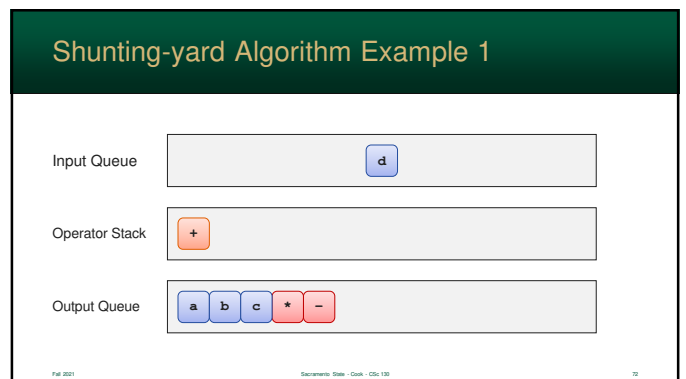 Shunting-yard Algorithm Example 1
Input Queue d
Operator Stack +
Output Queue a b c * –
Fall 2021 Sacramento State - Cook - CSc 130 72